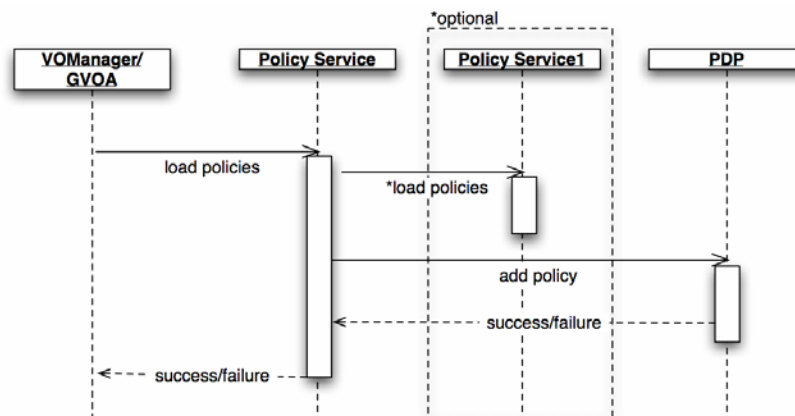 *optional
VOManager/
GVOA
Policy Service
Policy Service1
PDP
load policies
*load policies
add policy
success/failure
success/failure